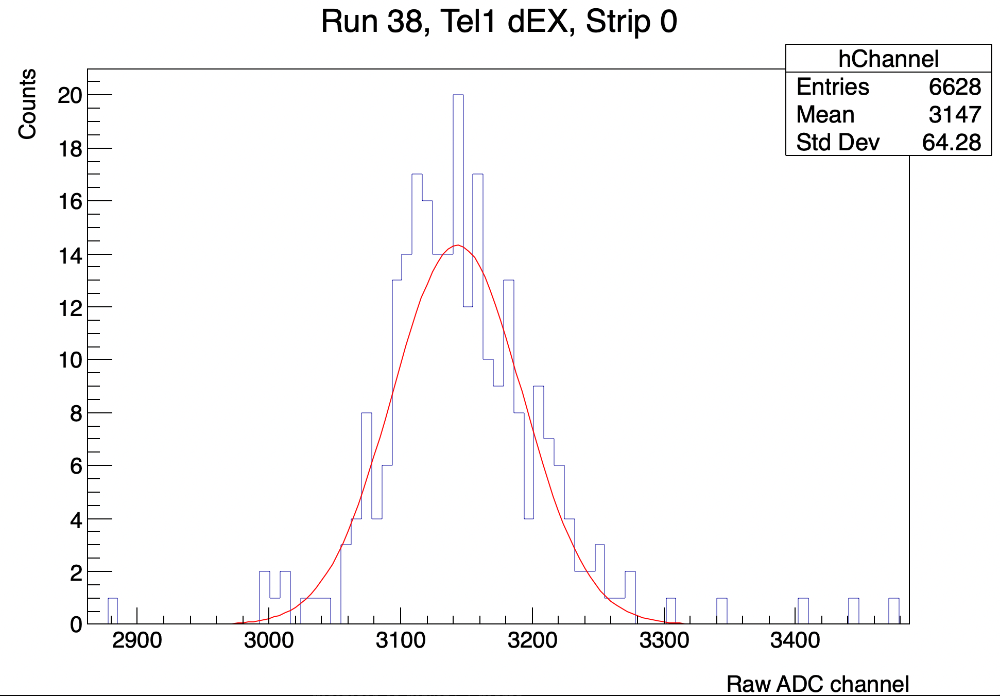 Run 38, Tel1 dEX, Strip 0
hChannel
Entries 6628
Mean 3147
Std Dev 64.28
Counts
20
18
16
14
12
10
8
6
4
2
0
2900 3000 3100 3200 3300 3400
Raw ADC channel